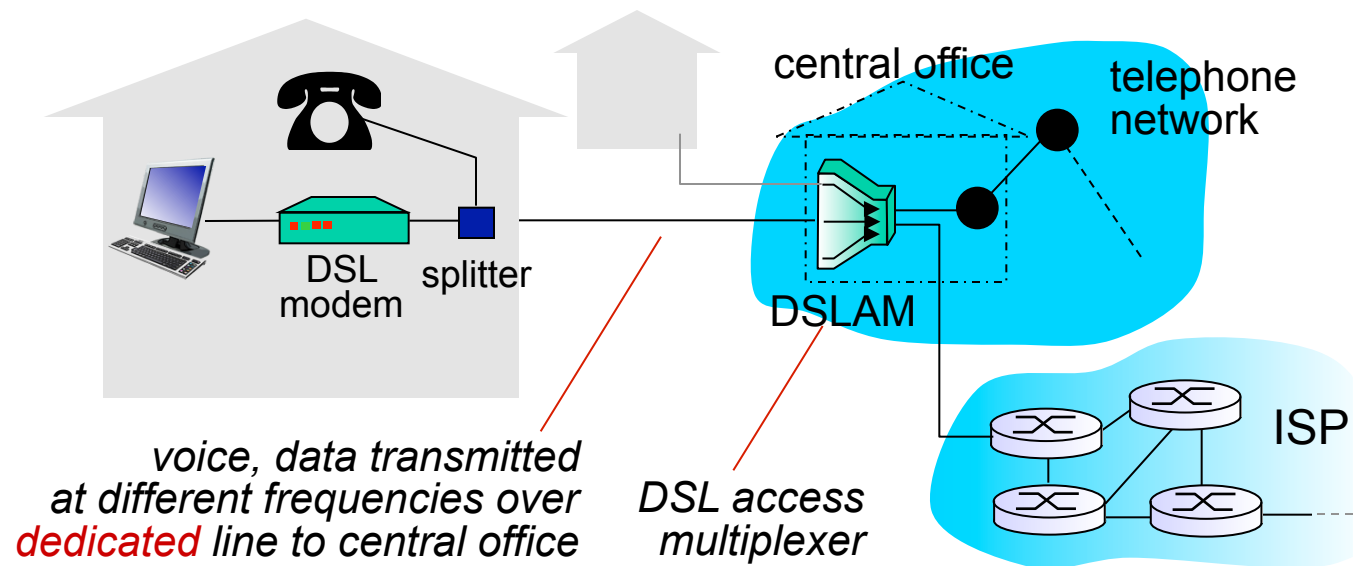 central office
telephone
network
DSL
modem
splitter
DSLAM
ISP
voice, data transmitted
at different frequencies over
dedicated line to central office
DSL access
multiplexer